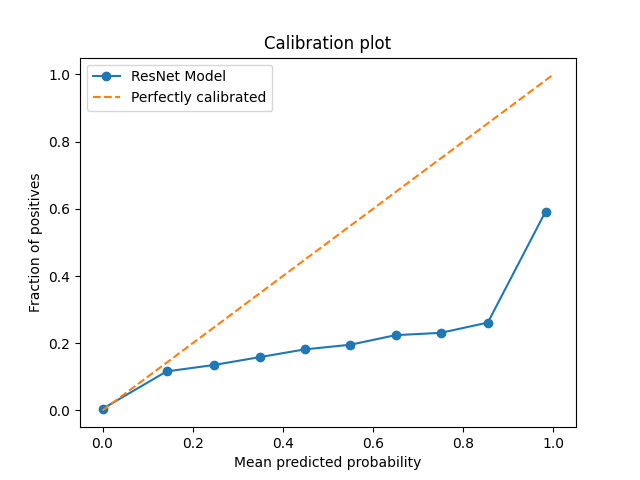 Calibration plot
ResNet Model
Perfectly calibrated
1.0
0.8
0.6
0.4
0.2
0.0
Fraction of positives
0.0 0.2 0.4 0.6 0.8 1.0
Mean predicted probability